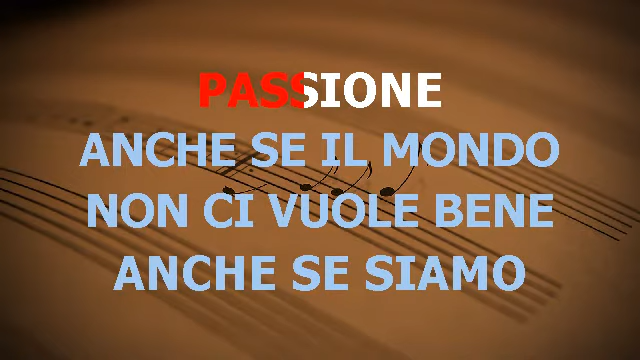 PASSIONE
ANCHE SE IL MONDO
NON CI VUOLE BENE
ANCHE SE SIAMO